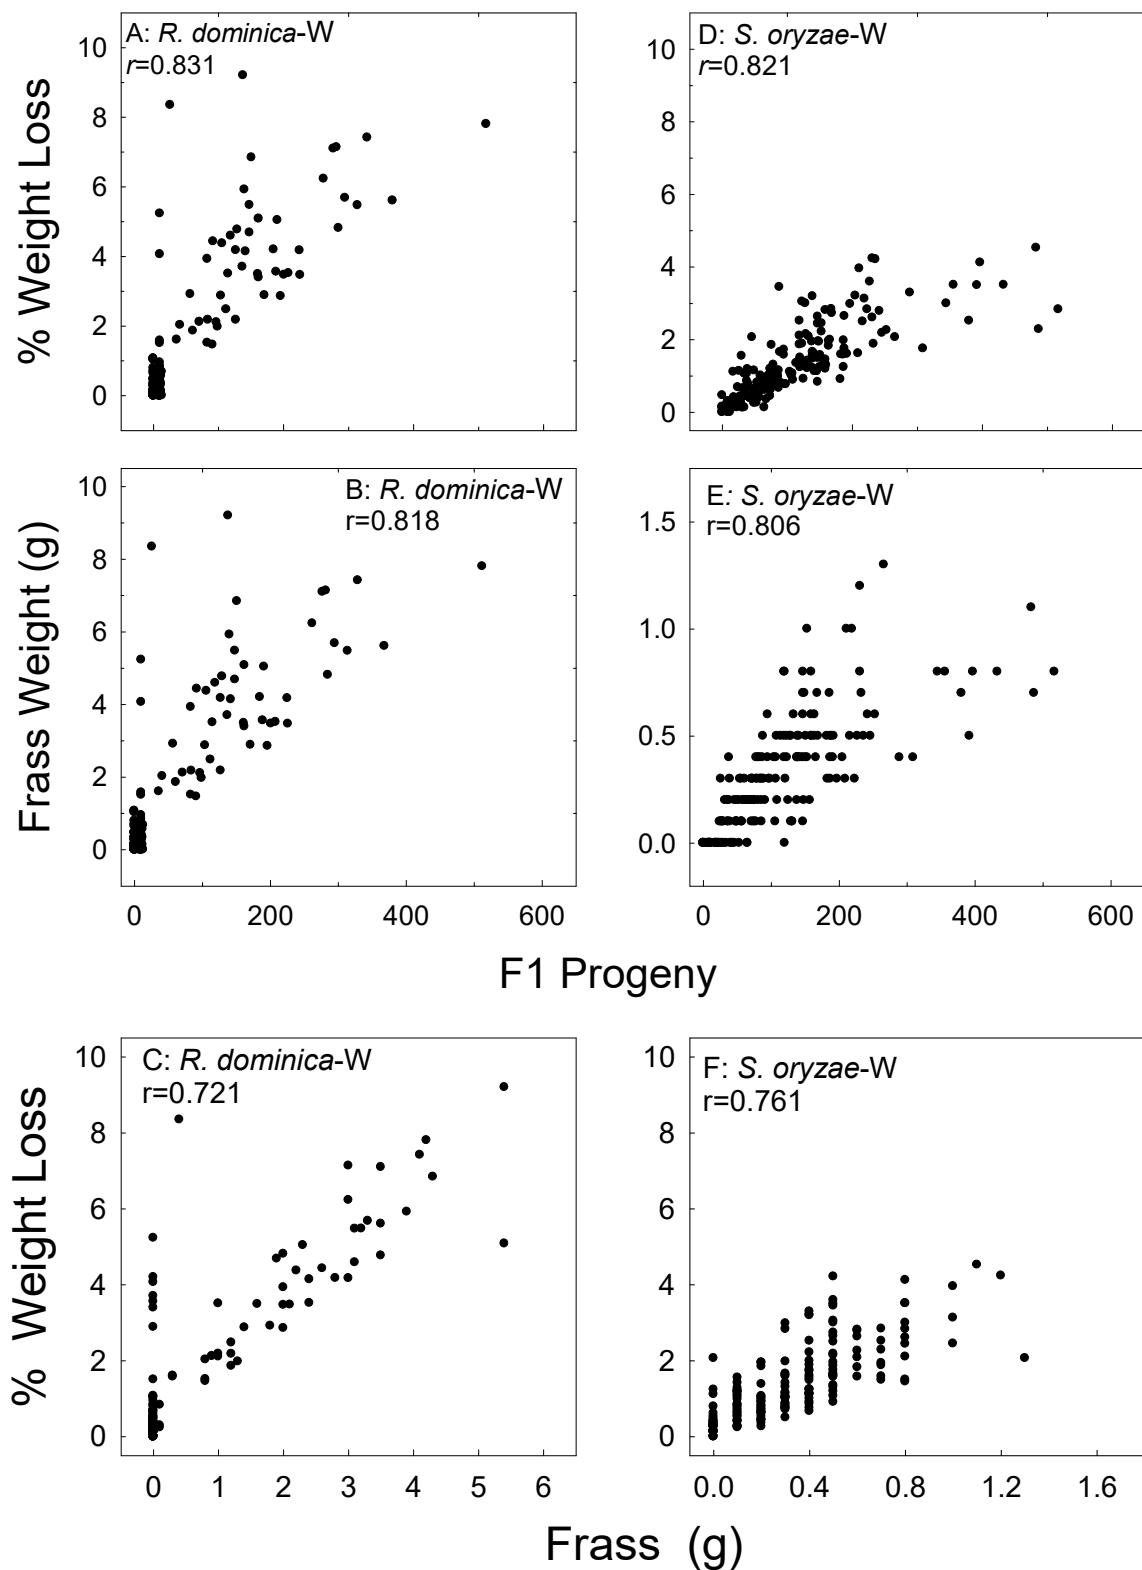 A: R. dominica-W
r=0.831
10
8
6
4
2
0
% Weight Loss
D: S. oryzae-W
r=0.821
10
8
6
4
2
0
B: R. dominica-W
r=0.818
10
8
6
4
2
0
Frass Weight (g)
0 200 400 600
E: S. oryzae-W
r=0.806
1.5
1.0
0.5
0.0
0 200 400 600
F1 Progeny
C: R. dominica-W
r=0.721
10
8
6
4
2
0
% Weight Loss
0 1 2 3 4 5 6
F: S. oryzae-W
r=0.761
10
8
6
4
2
0
0.0 0.4 0.8 1.2 1.6
Frass (g)